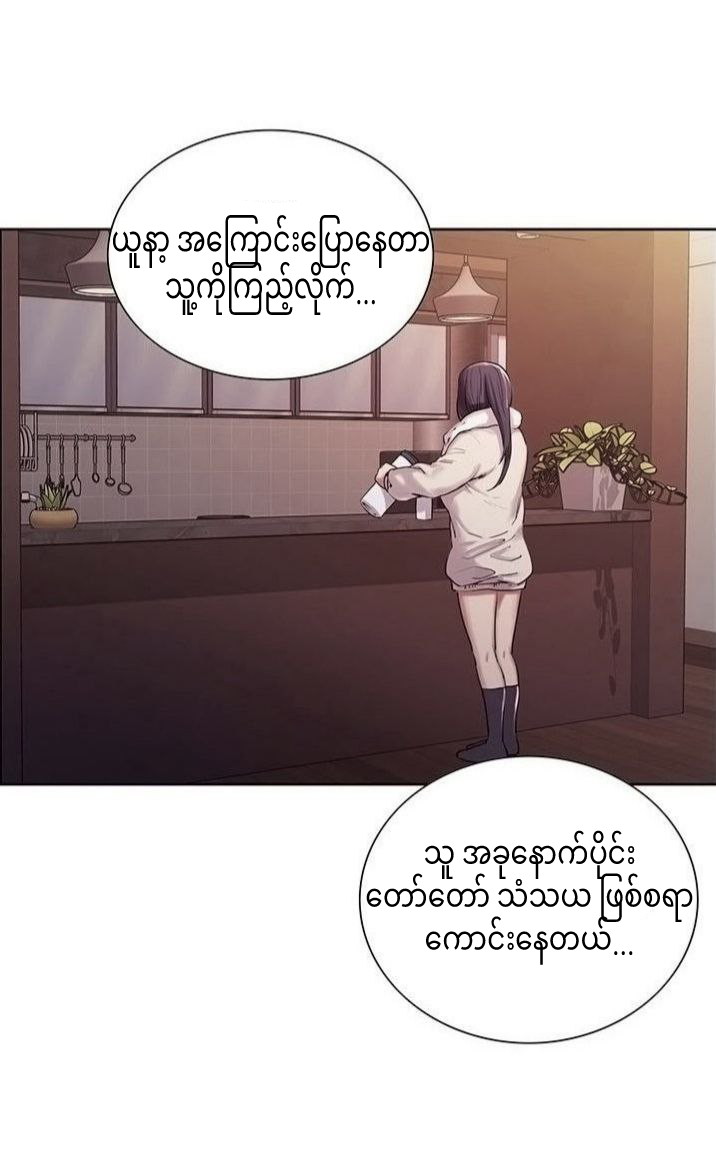 ယူနာ့ အကြောင်းပြောနေတာ
သူ့ကိုကြည့်လိုက်...
သူ အခုနောက်ပိုင်း
တော်တော် သံသယ ဖြစ်စရာ
ကောင်းနေတယ်...